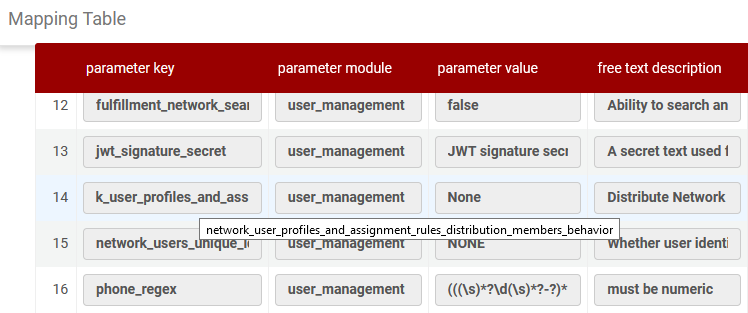 Mapping Table
parameter key parameter module parameter value free text description
12 fulfillment_network_sear user_management false Ability to search an
13 jwt_signature_secret user_management JWT signature secr A secret text used f
14 k_user_profiles_and_ass user_management None Distribute Network
network_user_profiles_and_assignment_rules_distribution_members_behavior
15 network_users_unique_i user_management NONE Whether user identi
16 phone_regex user_management (((\s)*?\d(\s)*?-?)* must be numeric